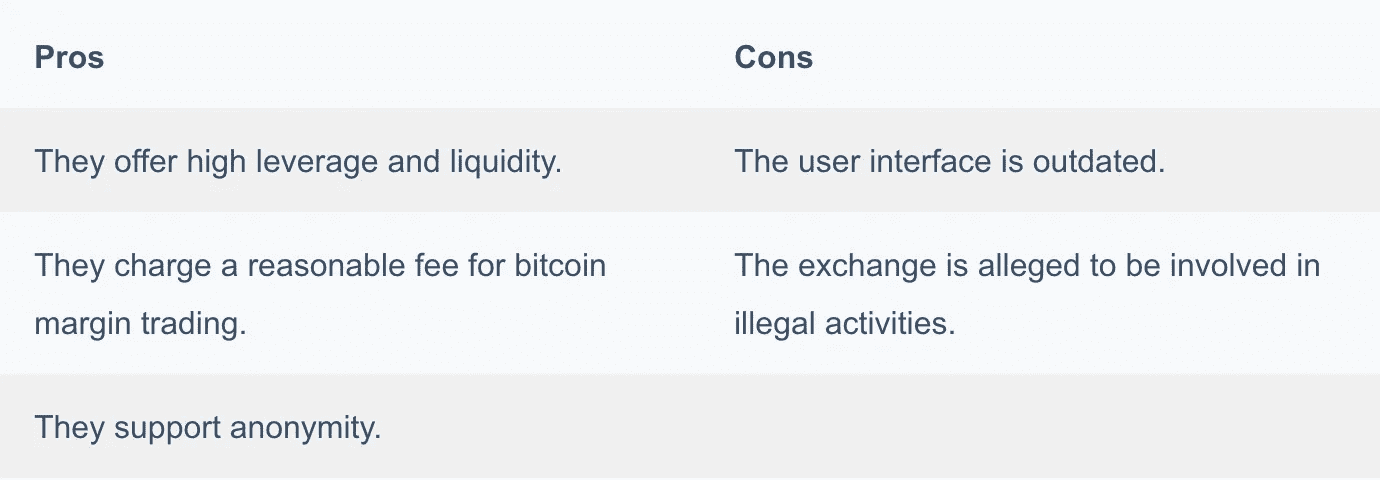 Pros
Cons
They offer high leverage and liquidity.
The user interface is outdated.
They charge a reasonable fee for bitcoin
margin trading.
The exchange is alleged to be involved in
illegal activities.
They support anonymity.